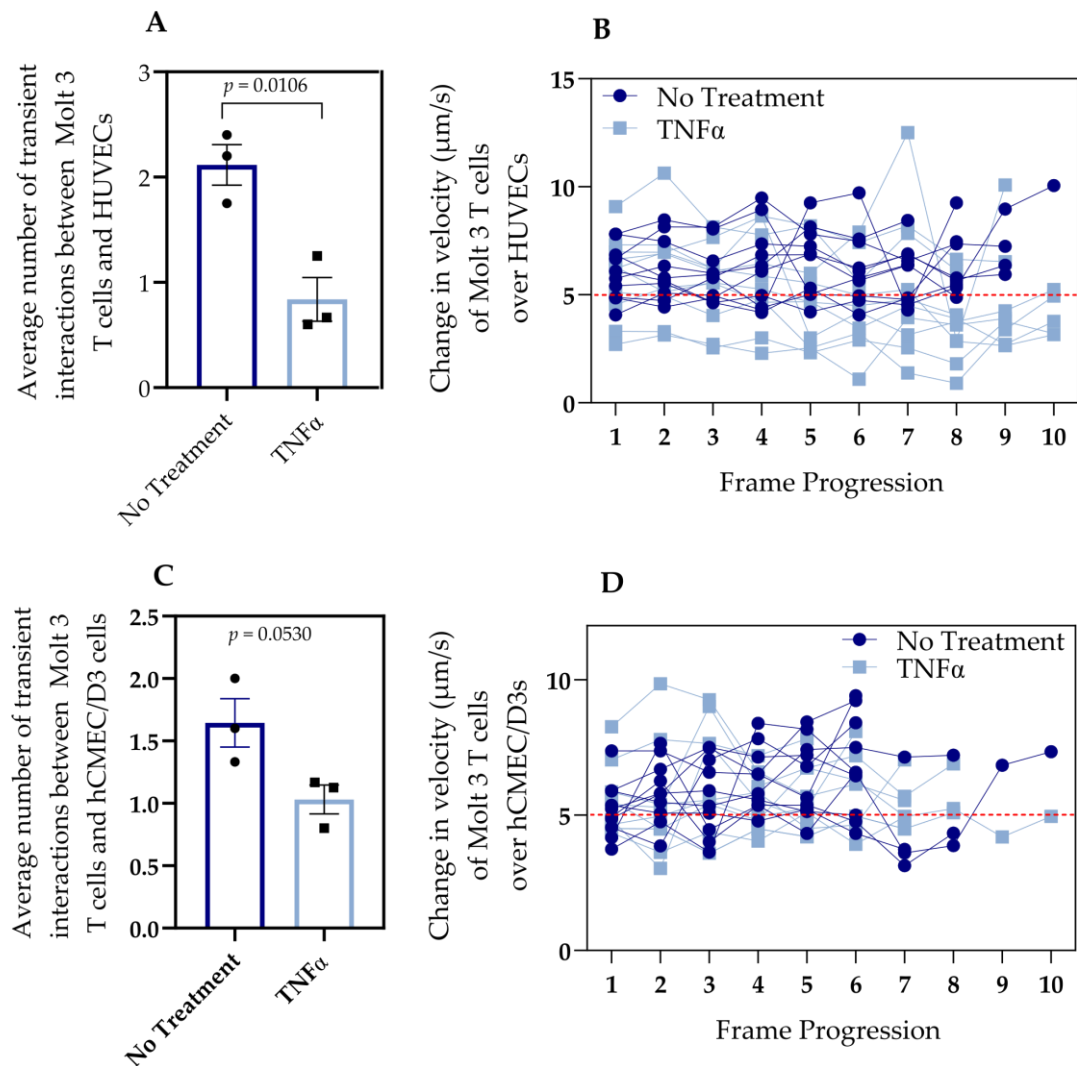 A
Average number of transient
interactions between Molt 3
T cells and HUVECs
3
2
1
0
p = 0.0106
No Treatment
TNFα
B
Change in velocity (µm/s)
of Molt 3 T cells
over HUVECs
15
10
5
0
No Treatment
TNFα
1 2 3 4 5 6 7 8 9 10
Frame Progression
C
Average number of transient
interactions between Molt 3
T cells and hCMEC/D3 cells
2.5
2.0
1.5
1.0
0.5
0.0
p = 0.0530
No Treatment
TNFα
D
Change in velocity (µm/s)
of Molt 3 T cells
over hCMEC/D3s
10
5
0
No Treatment
TNFα
1 2 3 4 5 6 7 8 9 10
Frame Progression